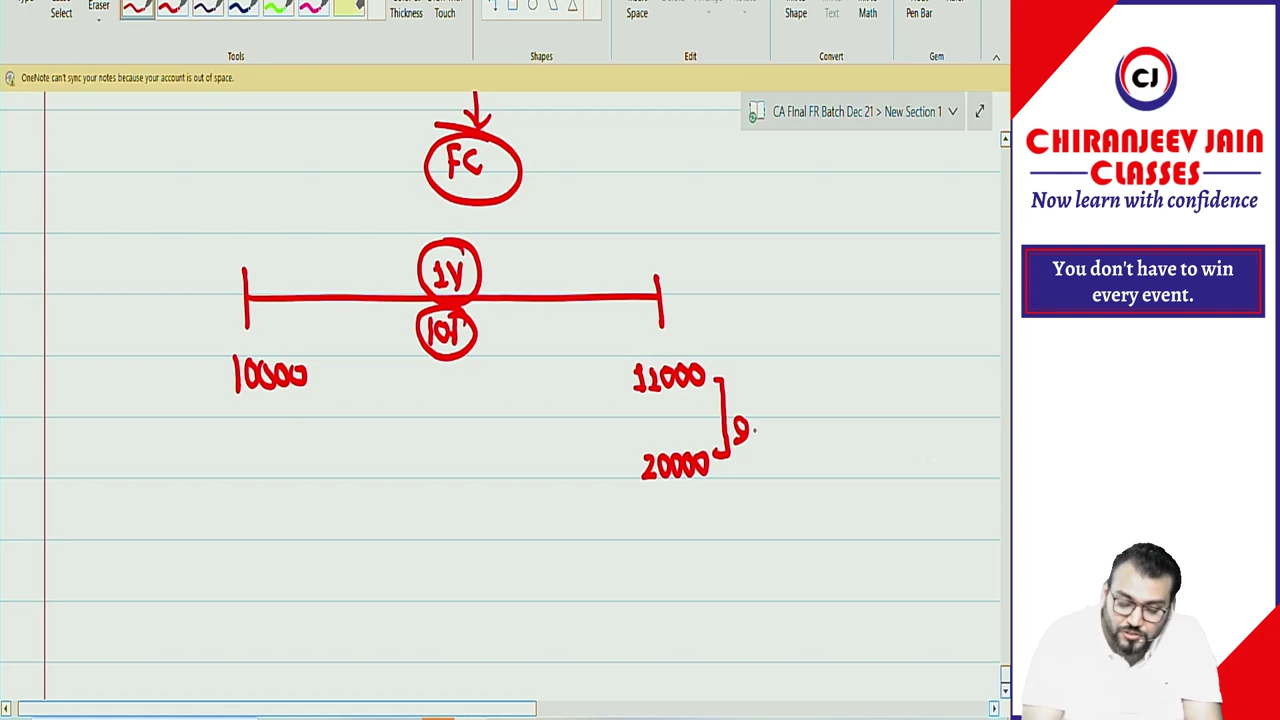 Select
Eraser
Thickness
Touch
Space
Shape
Text
Math
Pen Bar
Tools
Shapes
Edit
Convert
Gem
OneNote can't sync your notes because your account is out of space.
CA FInal FR Batch Dec 21 > New Section 1
FC
1Y
10%
10000
11000
20000
CJ
CHIRANJEEV JAIN
CLASSES
Now learn with confidence
You don't have to win
every event.